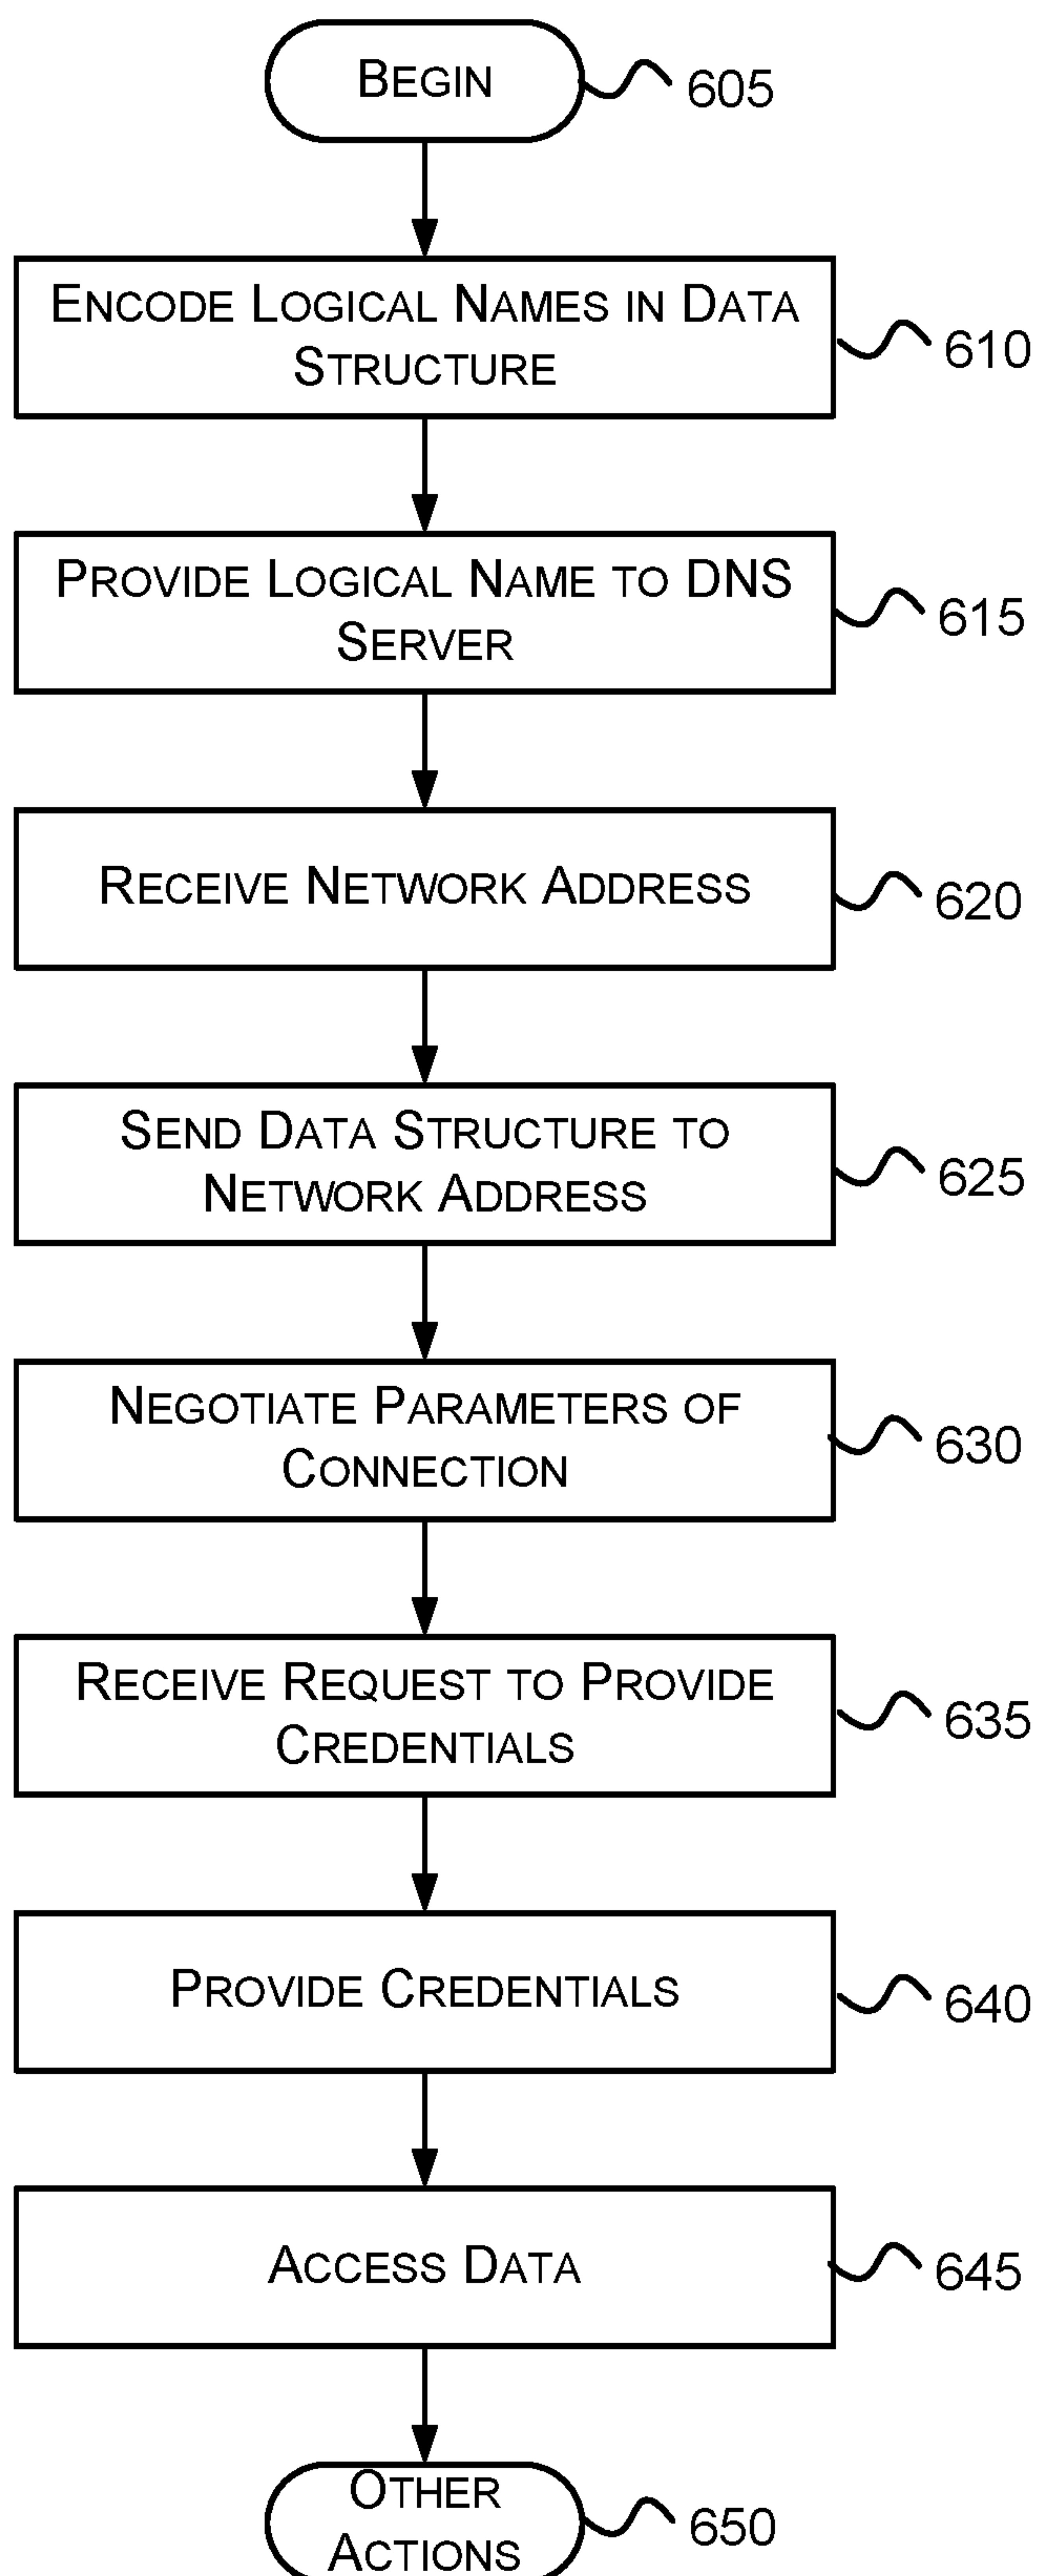 BEGIN
605
ENCODE LOGICAL NAMES IN DATA
STRUCTURE
610
PROVIDE LOGICAL NAME TO DNS
SERVER
615
RECEIVE NETWORK ADDRESS
620
SEND DATA STRUCTURE TO
NETWORK ADDRESS
625
NEGOTIATE PARAMETERS OF
CONNECTION
630
RECEIVE REQUEST TO PROVIDE
CREDENTIALS
635
PROVIDE CREDENTIALS
640
ACCESS DATA
645
OTHER
ACTIONS
650